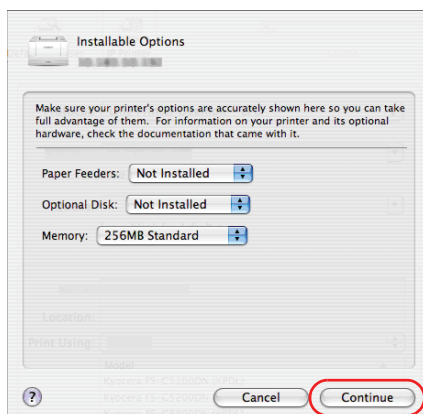 Installable Options
Make sure your printer's options are accurately shown here so you can take
full advantage of them. For information on your printer and its optional
hardware, check the documentation that came with it.
Paper Feeders: Not Installed
Optional Disk: Not Installed
Memory: 256MB Standard
Location:
Print Using:
Model
? Cancel Continue